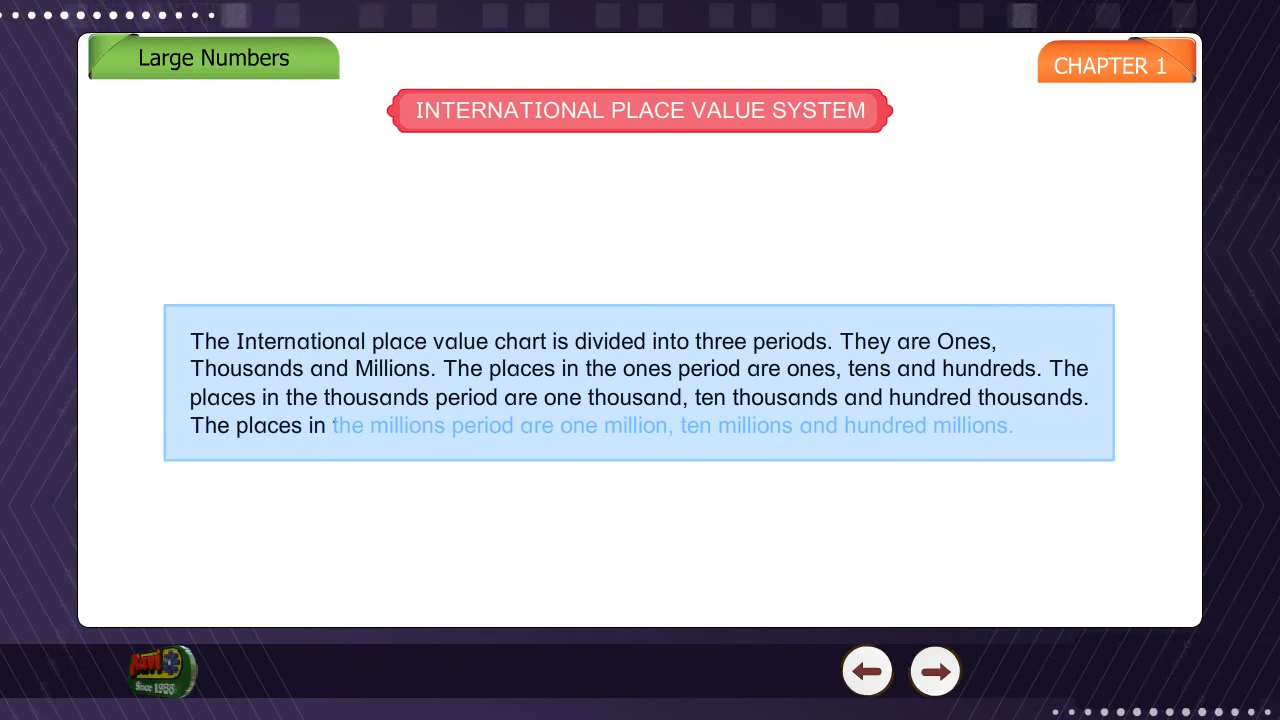 Large Numbers
CHAPTER 1
INTERNATIONAL PLACE VALUE SYSTEM
The International place value chart is divided into three periods. They are Ones,
Thousands and Millions. The places in the ones period are ones, tens and hundreds. The
places in the thousands period are one thousand, ten thousands and hundred thousands.
The places in the millions period are one million, ten millions and hundred millions.
Since 1988